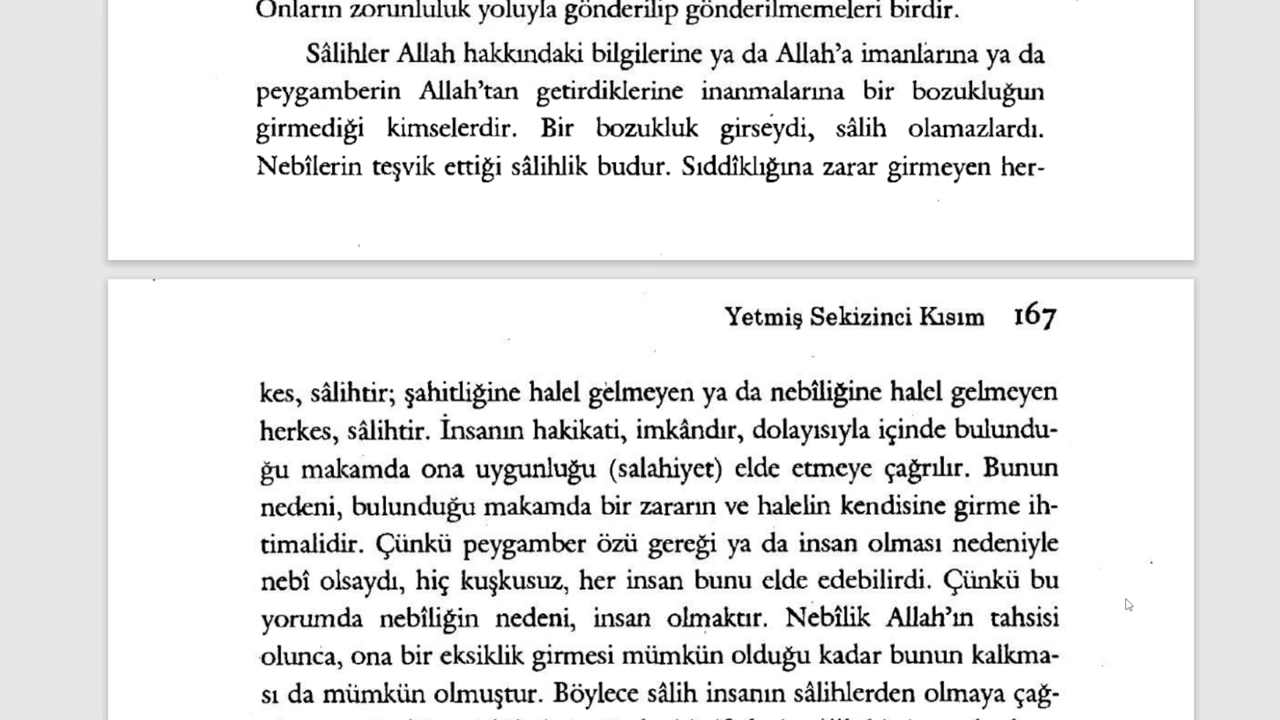 Onların zorunluluk yoluyla gönderilip gönderilmemeleri birdir.
Sâlihler Allah hakkındaki bilgilerine ya da Allah'a imanlarına ya da
peygamberin Allah'tan getirdiklerine inanmalarına bir bozukluğun
girmediği kimselerdir. Bir bozukluk girseydi, sâlih olamazlardı.
Nebîlerin teşvik ettiği sâlihlik budur. Sıddîklığına zarar girmeyen her-
Yetmiş Sekizinci Kısım 167
kes, sâlihtir; şahitliğine halel gelmeyen ya da nebîliğine halel gelmeyen
herkes, sâlihtir. İnsanın hakikati, imkândır, dolayısıyla içinde bulundu-
ğu makamda ona uygunluğu (salahiyet) elde etmeye çağrılır. Bunun
nedeni, bulunduğu makamda bir zararın ve halelin kendisine girme ih-
timalidir. Çünkü peygamber özü gereği ya da insan olması nedeniyle
nebî olsaydı, hiç kuşkusuz, her insan bunu elde edebilirdi. Çünkü bu
yorumda nebîliğin nedeni, insan olmaktır. Nebîlik Allah'ın tahsisi
olunca, ona bir eksiklik girmesi mümkün olduğu kadar bunun kalkma-
sı da mümkün olmuştur. Böylece sâlih insanın sâlihlerden olmaya çağ-